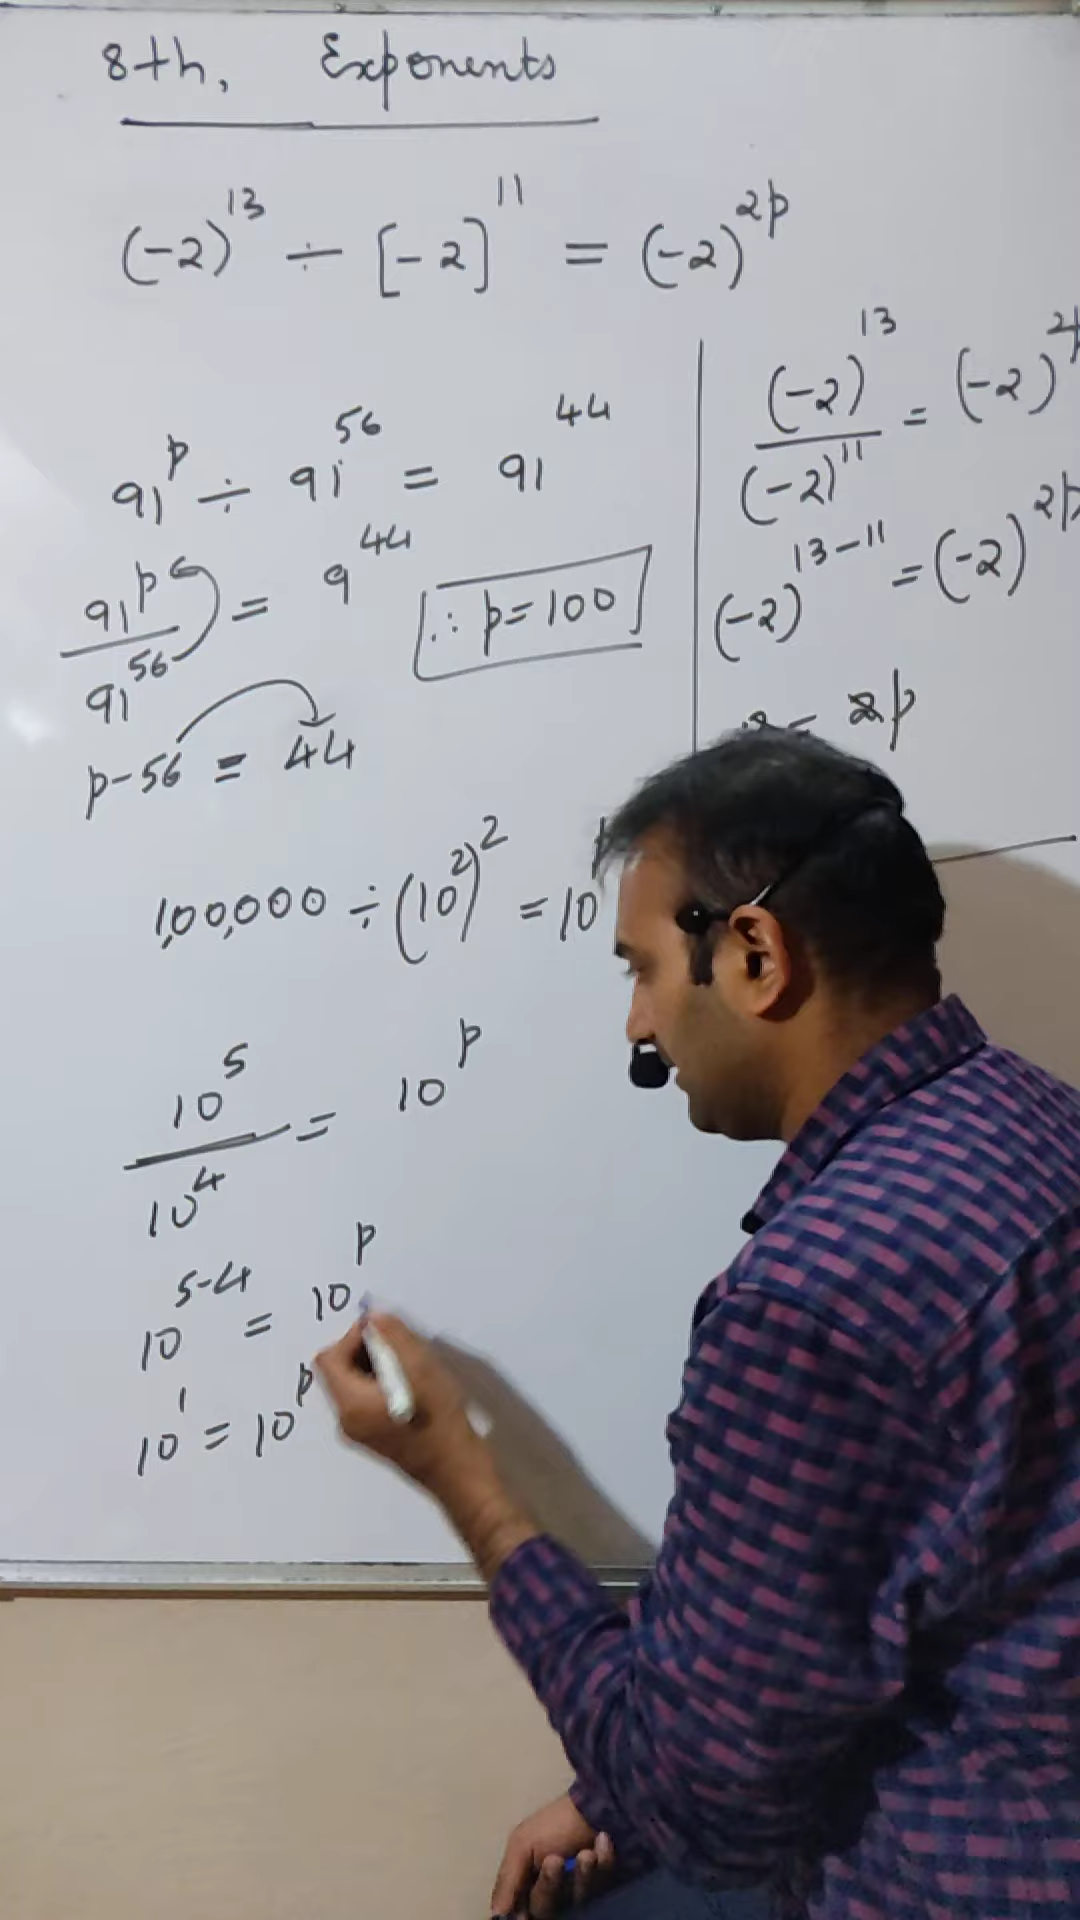 8th, Exponents
(-2)^13 ÷ [-2]^11 = (-2)^2p
91^p ÷ 91^56 = 91^44
91^p / 91^56 = 9^44
∴ p = 100
p-56 = 44
(-2)^13 / (-2)^11 = (-2)^2p
(-2)^13-11 = (-2)^2p
2 = 2p
1,00,000 ÷ (10^2)^2 = 10^p
10^5 / 10^4 = 10^p
10^5-4 = 10^p
10^1 = 10^p